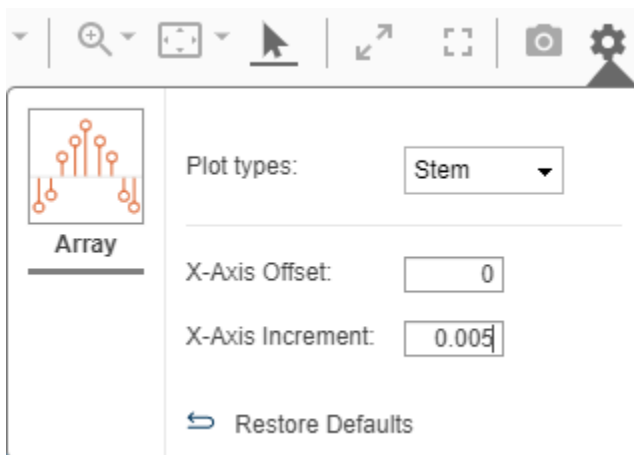 Plot types:
Stem
Array
X-Axis Offset:
0
X-Axis Increment:
0.005
Restore Defaults